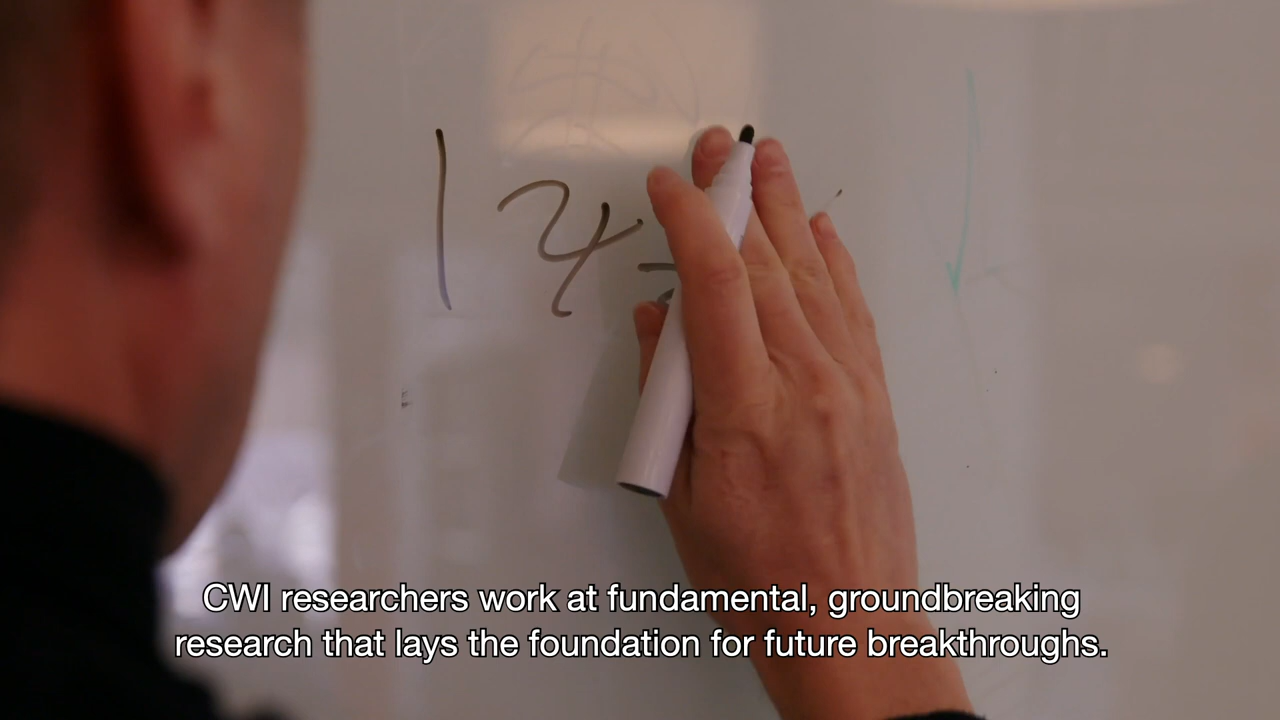 |ψ
CWI researchers work at fundamental, groundbreaking
research that lays the foundation for future breakthroughs.